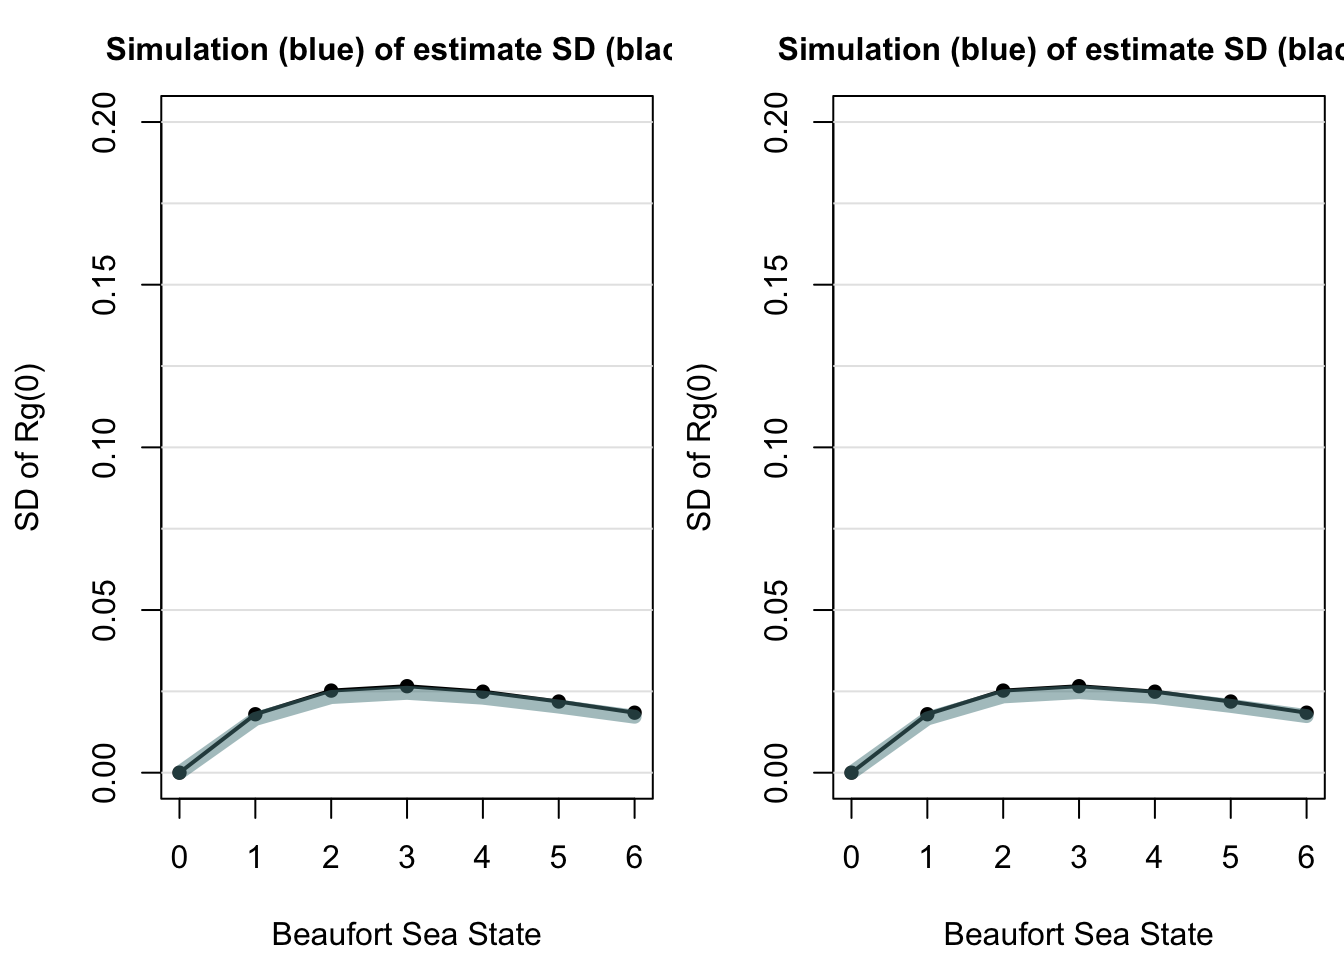 Simulation (blue) of estimate SD (blac
SD of Rg(0)
0.20
0.15
0.10
0.05
0.00
0 1 2 3 4 5 6
Beaufort Sea State
Simulation (blue) of estimate SD (blac
SD of Rg(0)
0.20
0.15
0.10
0.05
0.00
0 1 2 3 4 5 6
Beaufort Sea State